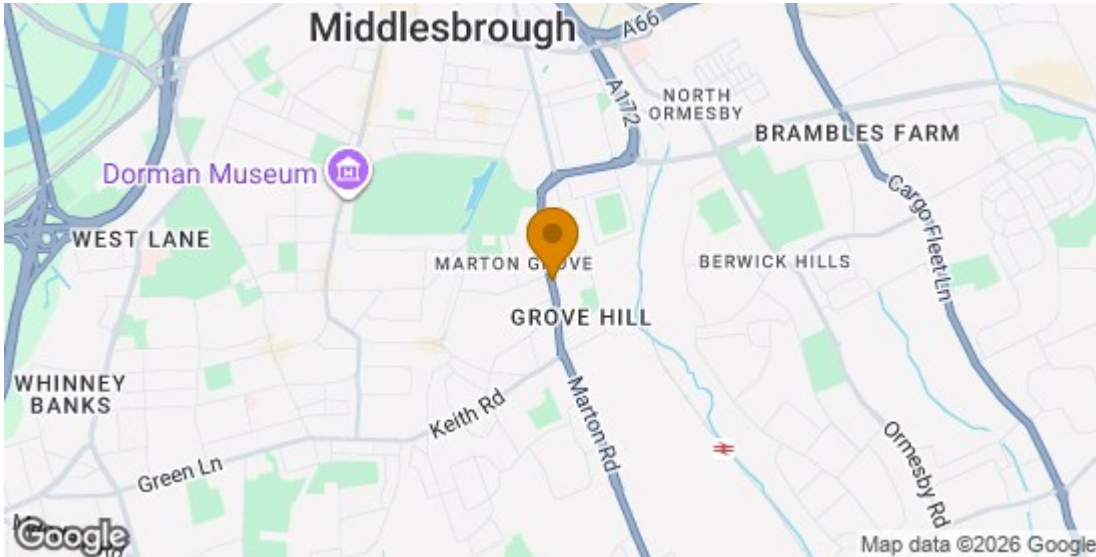 Middlesbrough
A66
A172
NORTH
ORMESBY
BRAMBLES FARM
Dorman Museum
Cargo Fleet Ln
WEST LANE
MARTON GROVE
BERWICK HILLS
GROVE HILL
WHINNEY
BANKS
Keith Rd
Marton Rd
Ormesby Rd
Green Ln
Google
Map data ©2026 Google